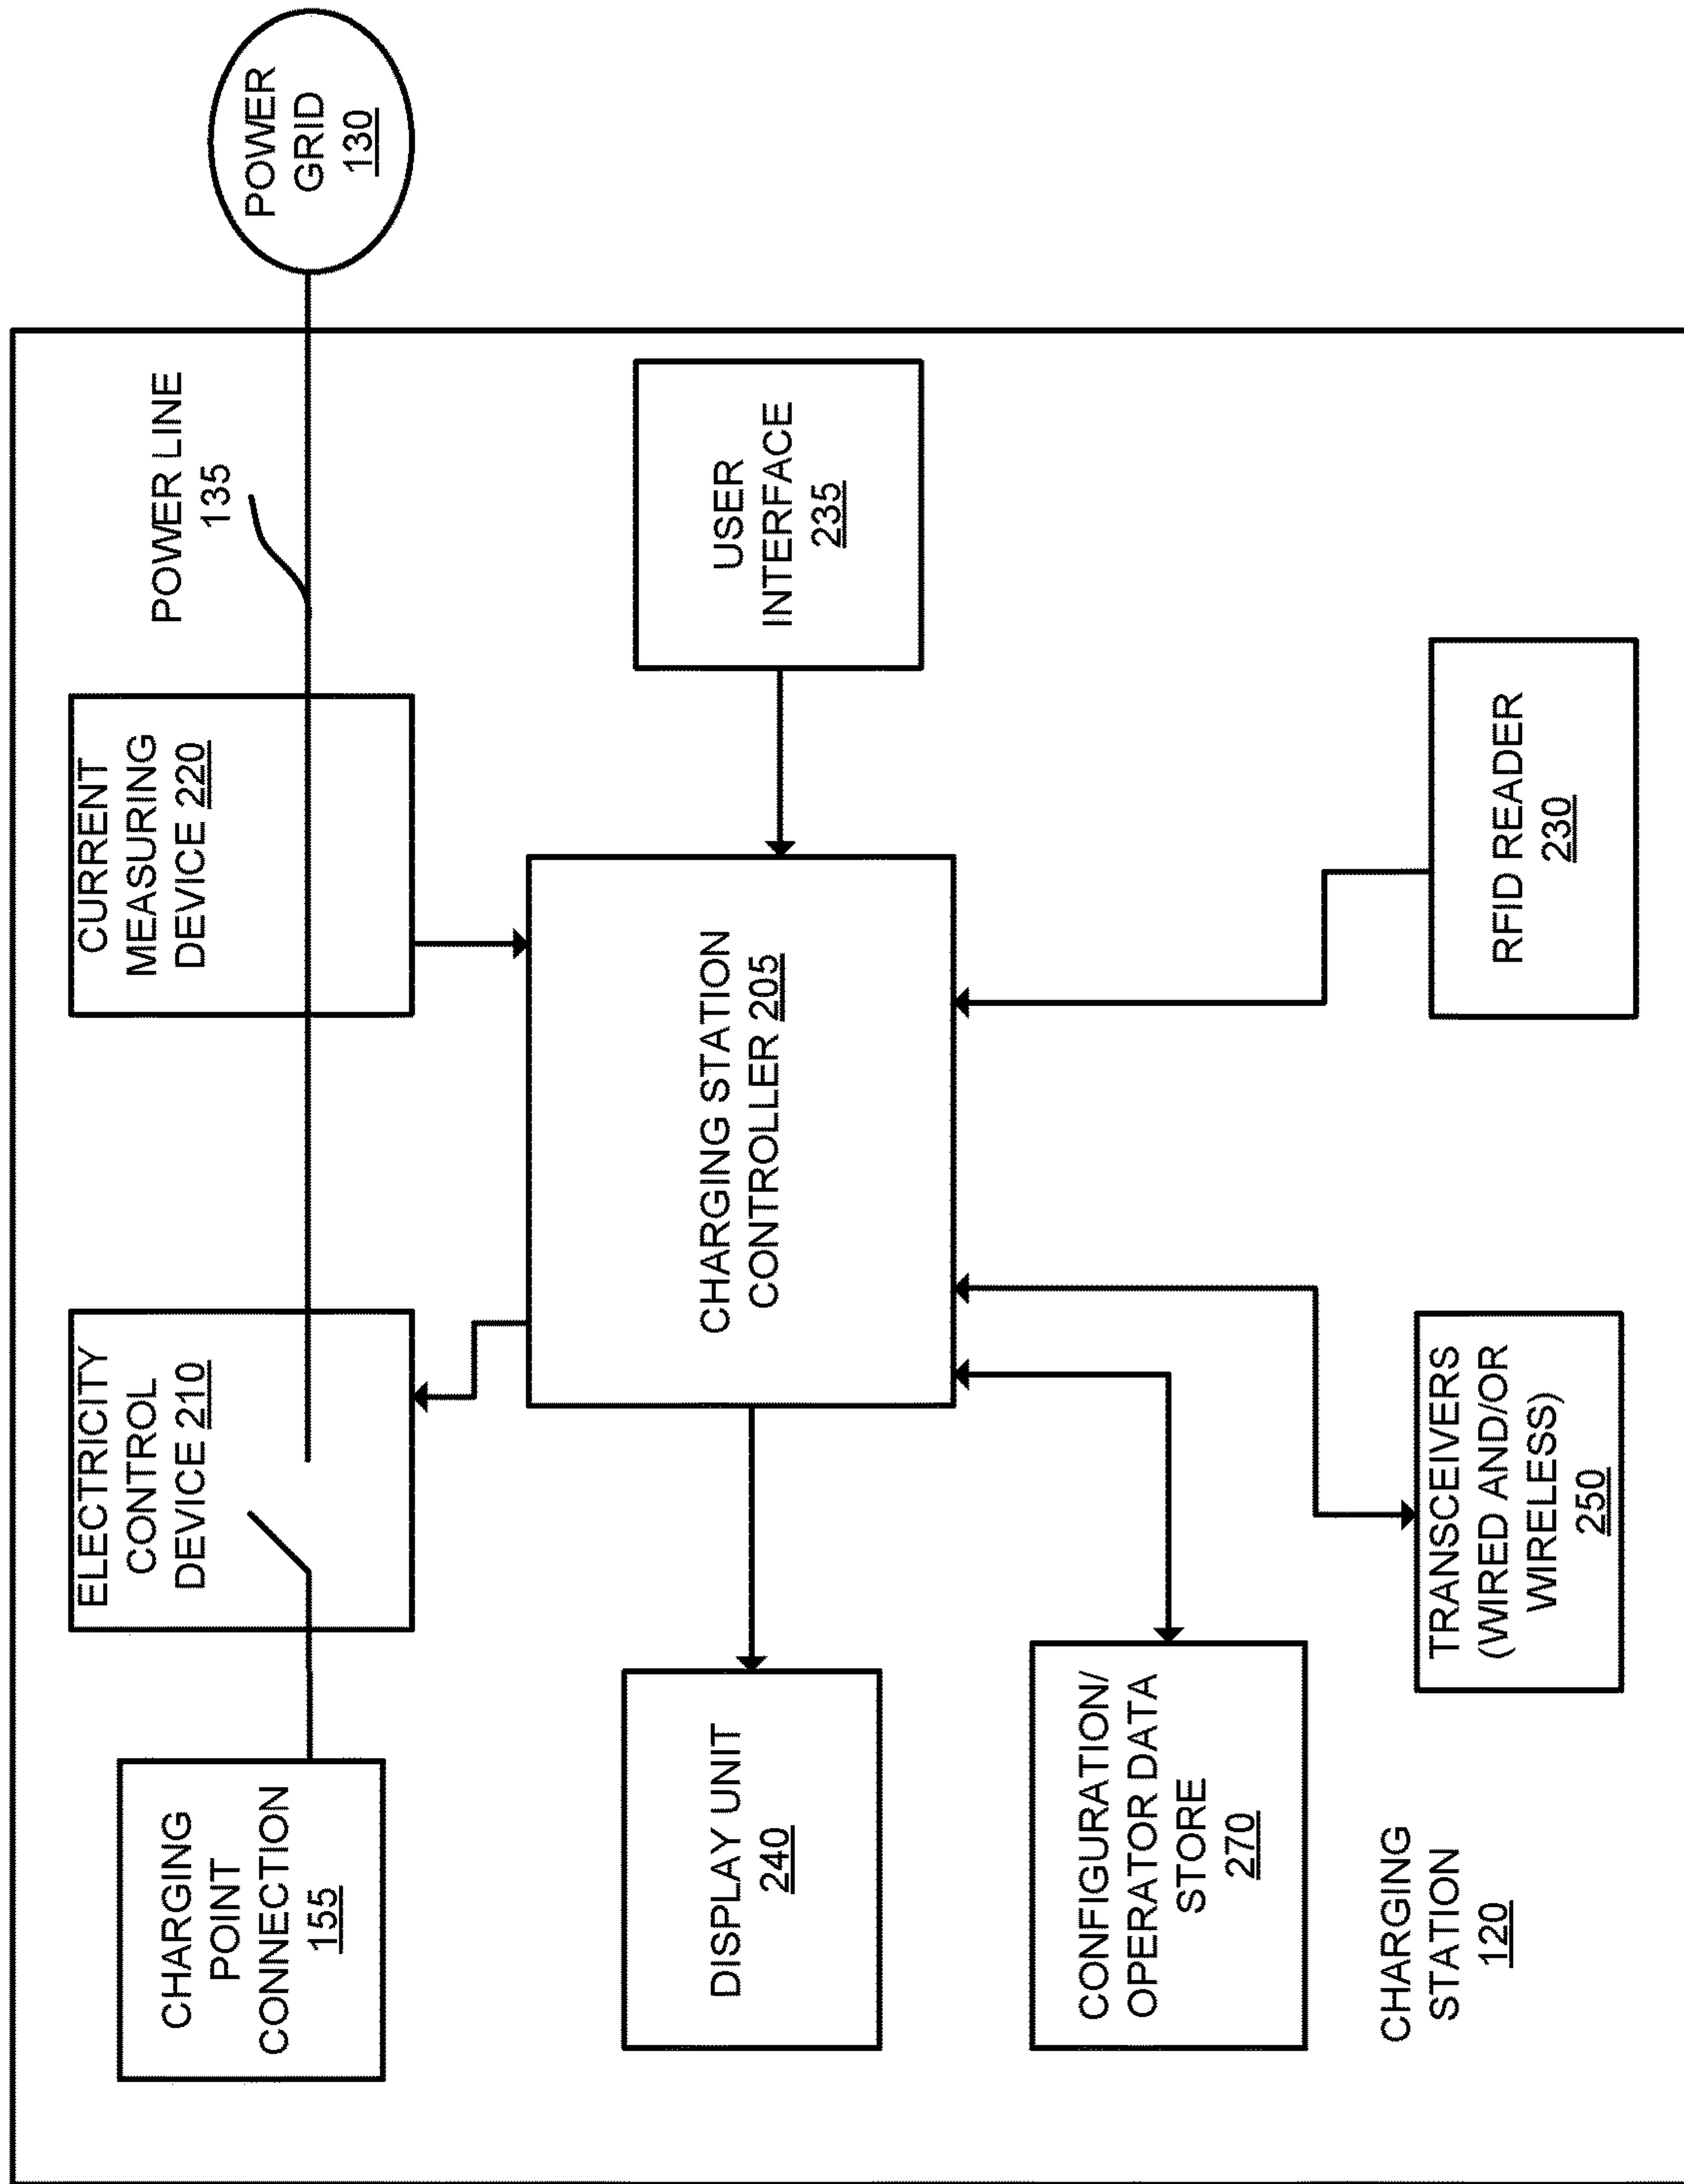 CHARGING
POINT
CONNECTION
155
ELECTRICITY
CONTROL
DEVICE 210
CURRENT
MEASURING
DEVICE 220
POWER LINE
135
POWER
GRID
130
DISPLAY UNIT
240
CHARGING STATION
CONTROLLER 205
USER
INTERFACE
235
CONFIGURATION/
OPERATOR DATA
STORE
270
TRANSCEIVERS
(WIRED AND/OR
WIRELESS)
250
RFID READER
230
CHARGING
STATION
120